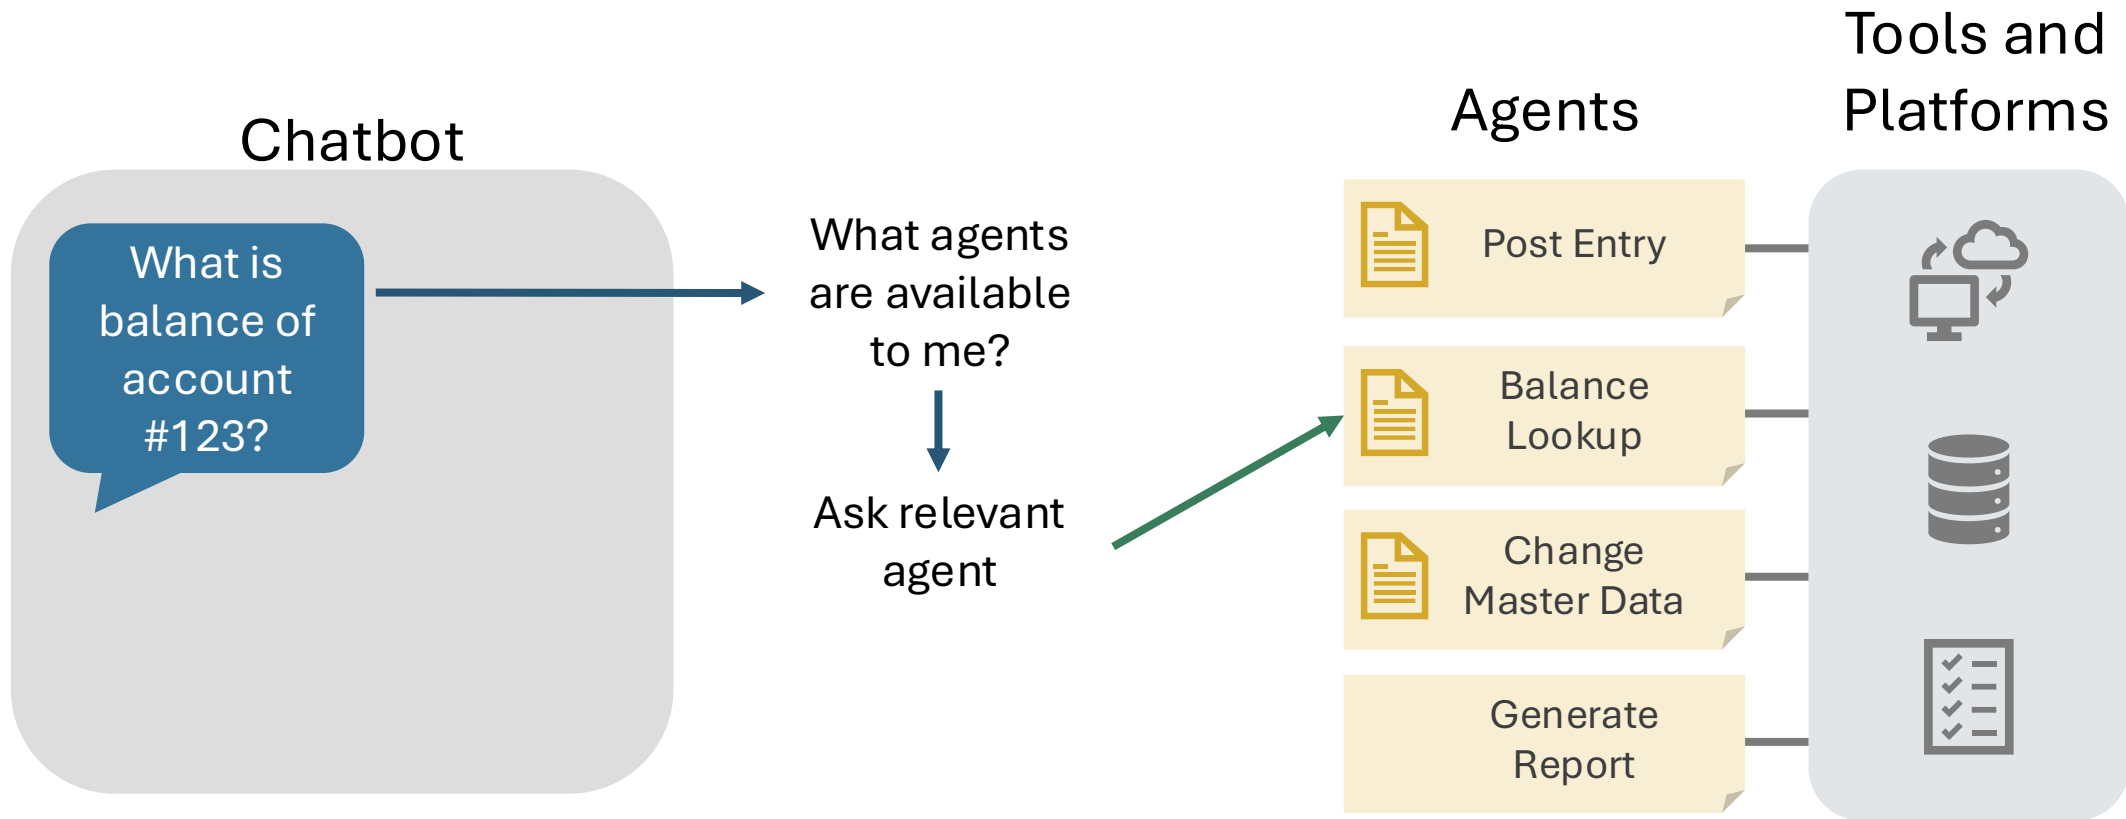 Chatbot
What is
balance of
account
#123?
What agents
are available
to me?
Ask relevant
agent
Agents
Post Entry
Balance
Lookup
Change
Master Data
Generate
Report
Tools and
Platforms